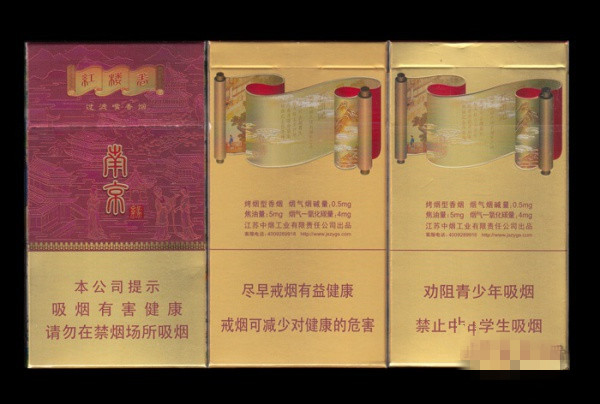 红楼卷
过滤嘴香烟
南京
本公司提示
吸烟有害健康
请勿在禁烟场所吸烟
烤烟型香烟 烟气烟碱量:0.5mg
焦油量:5mg 烟气一氧化碳量:4mg
江苏中烟工业有限责任公司出品
尽早戒烟有益健康
戒烟可减少对健康的危害
烤烟型香烟 烟气烟碱量:0.5mg
焦油量:5mg 烟气一氧化碳量:4mg
江苏中烟工业有限责任公司出品
劝阻青少年吸烟
禁止中小学生吸烟